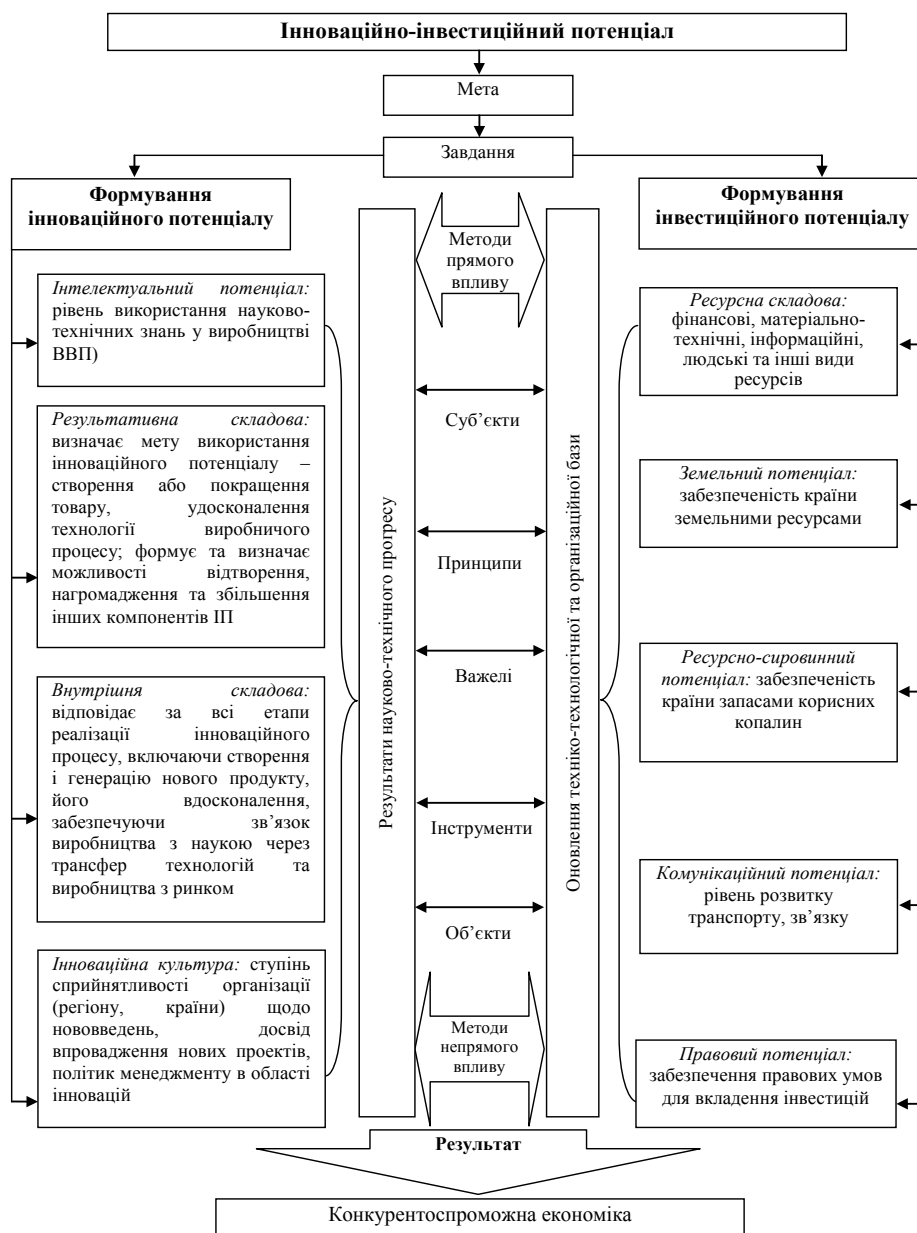 Інноваційно-інвестиційний потенціал
Мета
Завдання
Формування
інноваційного потенціалу
Інтелектуальний потенціал:
рівень використання науково-
технічних знань у виробництві
ВВП)
Результативна складова:
визначає мету використання
інноваційного потенціалу –
створення або покращення
товару, удосконалення
технології виробничого
процесу; формує та визначає
можливості відтворення,
нагромадження та збільшення
інших компонентів ІП
Внутрішня складова:
відповідає за всі етапи
реалізації інноваційного
процесу, включаючи створення
і генерацію нового продукту,
його вдосконалення,
забезпечуючи зв’язок
виробництва з наукою через
трансфер технологій та
виробництва з ринком
Інноваційна культура: ступінь
сприйнятливості організації
(регіону, країни) щодо
нововведень, досвід
впровадження нових проектів,
політик менеджменту в області
інновацій
Результати науково-технічного прогресу
Методи
прямого
впливу
Суб’єкти
Принципи
Важелі
Інструменти
Об’єкти
Методи
непрямого
впливу
Оновлення техніко-технологічної та організаційної бази
Формування
інвестиційного потенціалу
Ресурсна складова:
фінансові, матеріально-
технічні, інформаційні,
людські та інші види
ресурсів
Земельний потенціал:
забезпеченість країни
земельними ресурсами
Ресурсно-сировинний
потенціал: забезпеченість
країни запасами корисних
копалин
Комунікаційний потенціал:
рівень розвитку
транспорту, зв’язку
Правовий потенціал:
забезпечення правових умов
для вкладення інвестицій
Результат
Конкурентоспроможна економіка